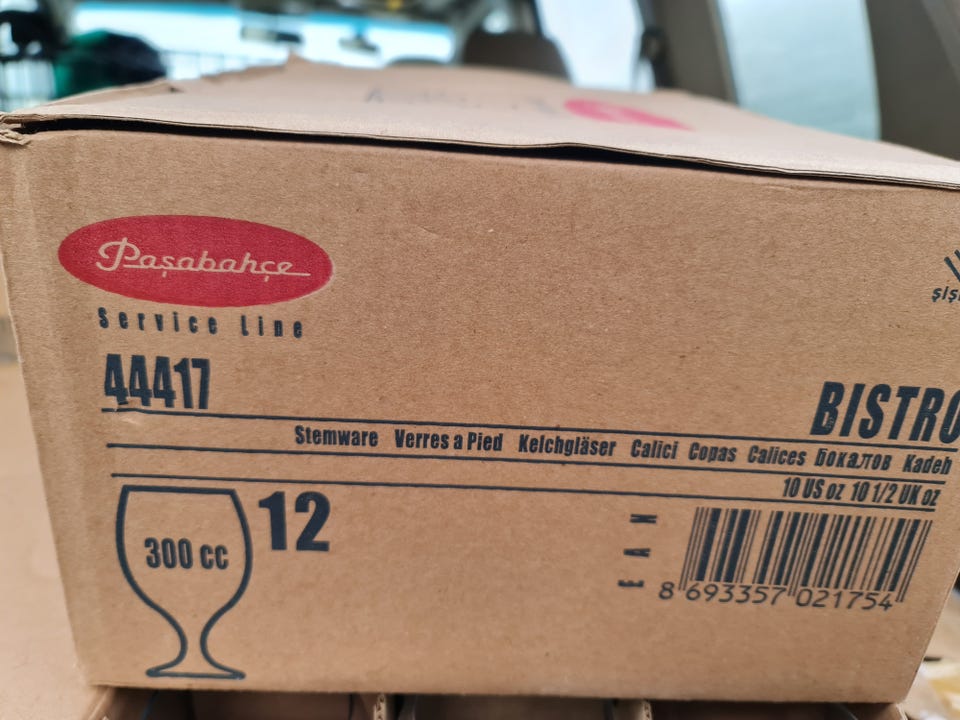 Paşabahçe
Service Line
44417
BISTRO
Stemware Verres a Pied Kelchgläser Calici Copas Calices Бокалов Kadeh
10 US oz 10 1/2 UK oz
12
300 cc
EAN
8 693357 021754